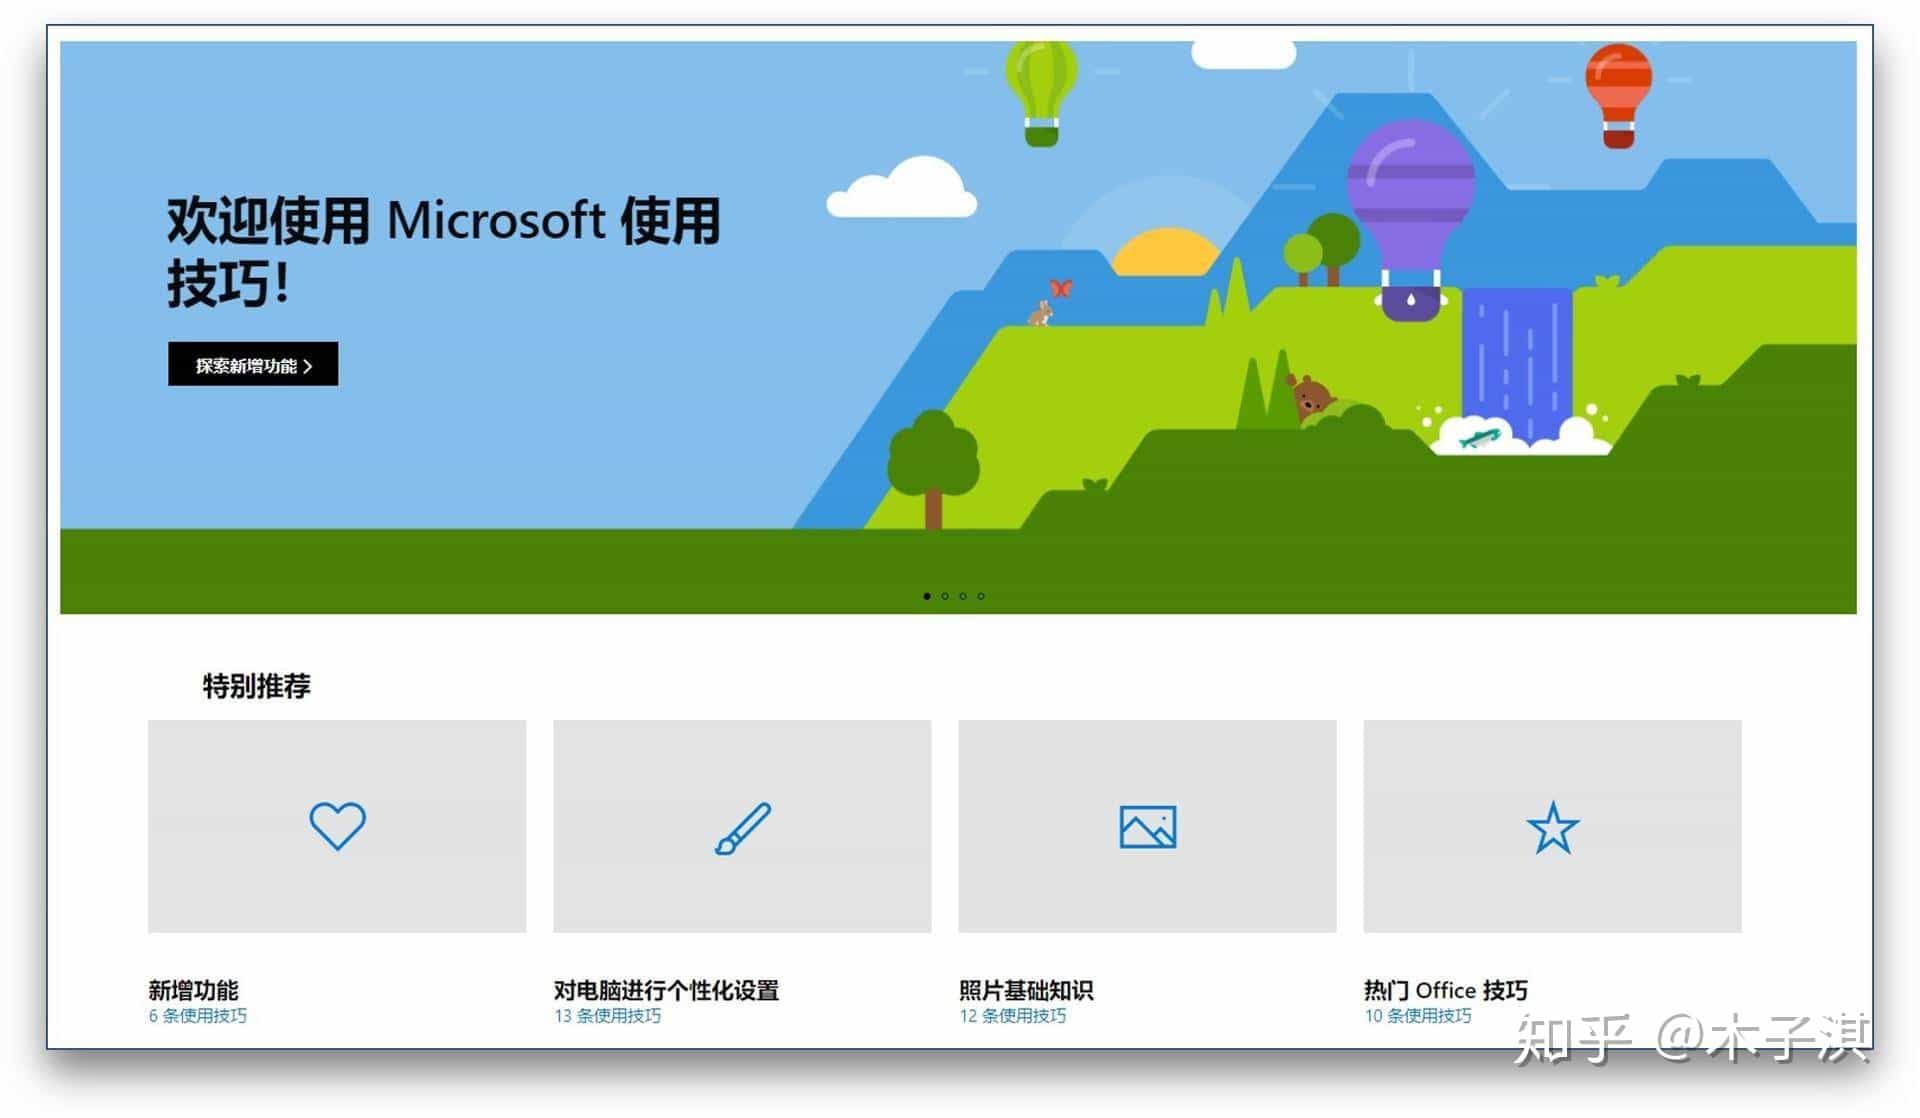 欢迎使用 Microsoft 使用
技巧!
探索新增功能
特别推荐
新增功能
6 条使用技巧
对电脑进行个性化设置
13 条使用技巧
照片基础知识
12 条使用技巧
热门 Office 技巧
10 条使用技巧
知乎 @木子淇